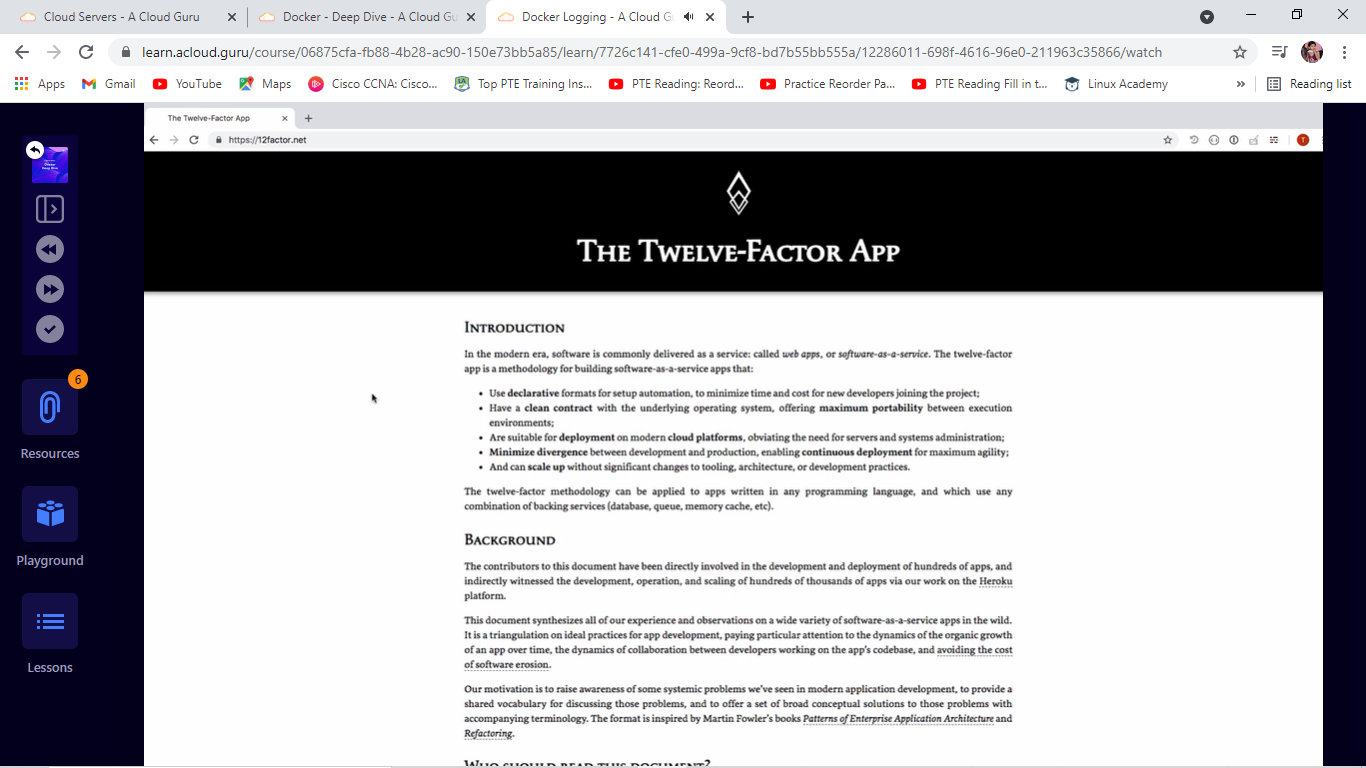 Cloud Servers - A Cloud Guru
Docker - Deep Dive - A Cloud Gu
Docker Logging - A Cloud G
learn.acloud.guru/course/06875cfa-fb88-4b28-ac90-150e73bb5a85/learn/7726c141-cfe0-499a-9cf8-bd7b55bb555a/12286011-698f-4616-96e0-211963c35866/watch
Apps
Gmail
YouTube
Maps
Cisco CCNA: Cisco...
Top PTE Training Ins...
PTE Reading: Reord...
Practice Reorder Pa...
PTE Reading Fill in t...
Linux Academy
»
Reading list
The Twelve-Factor App
https://12factor.net
T
Docker
Deep Dive
6
Resources
Playground
Lessons
THE TWELVE-FACTOR APP
INTRODUCTION
In the modern era, software is commonly delivered as a service: called web apps, or software-as-a-service. The twelve-factor
app is a methodology for building software-as-a-service apps that:
• Use declarative formats for setup automation, to minimize time and cost for new developers joining the project;
• Have a clean contract with the underlying operating system, offering maximum portability between execution
environments;
• Are suitable for deployment on modern cloud platforms, obviating the need for servers and systems administration;
• Minimize divergence between development and production, enabling continuous deployment for maximum agility;
• And can scale up without significant changes to tooling, architecture, or development practices.
The twelve-factor methodology can be applied to apps written in any programming language, and which use any
combination of backing services (database, queue, memory cache, etc).
BACKGROUND
The contributors to this document have been directly involved in the development and deployment of hundreds of apps, and
indirectly witnessed the development, operation, and scaling of hundreds of thousands of apps via our work on the Heroku
platform.
This document synthesizes all of our experience and observations on a wide variety of software-as-a-service apps in the wild.
It is a triangulation on ideal practices for app development, paying particular attention to the dynamics of the organic growth
of an app over time, the dynamics of collaboration between developers working on the app's codebase, and avoiding the cost
of software erosion.
Our motivation is to raise awareness of some systemic problems we've seen in modern application development, to provide a
shared vocabulary for discussing those problems, and to offer a set of broad conceptual solutions to those problems with
accompanying terminology. The format is inspired by Martin Fowler's books Patterns of Enterprise Application Architecture and
Refactoring.
WHO SHOULD READ THIS DOCUMENT?